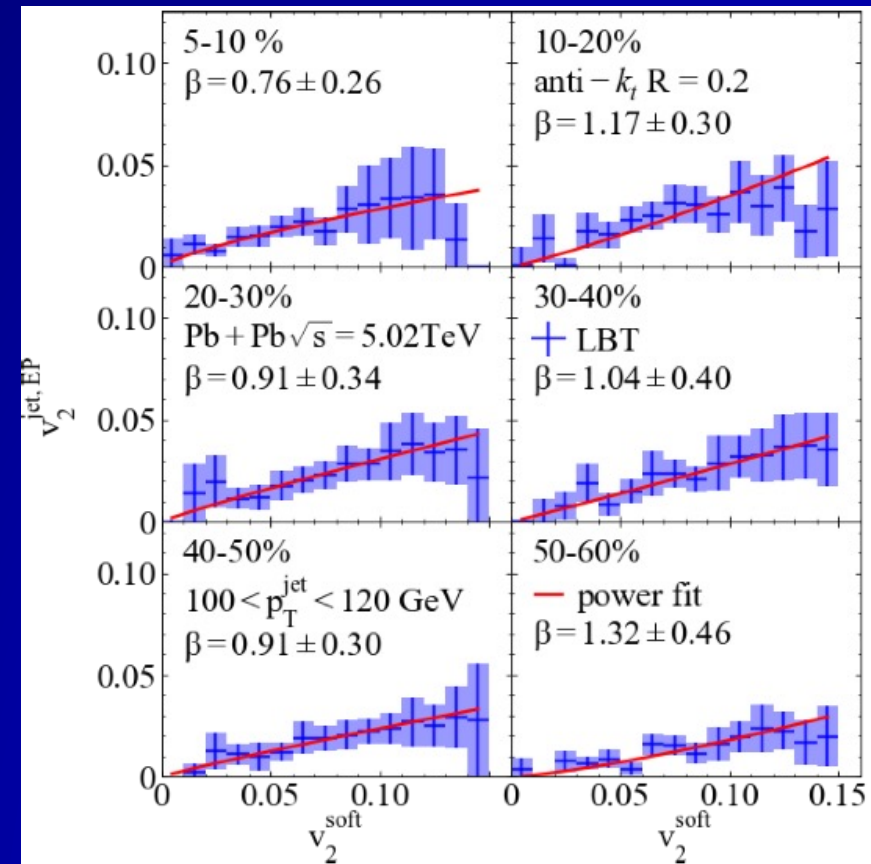 5-10 %
β=0.76±0.26
10-20%
anti−kₜ R = 0.2
β=1.17±0.30
0.10
0.05
0
20-30%
Pb+Pb√s=5.02TeV
β=0.91±0.34
30-40%
LBT
β=1.04±0.40
0.10
0.05
0
v₂^jet, EP
40-50%
100<p_T^jet<120 GeV
β=0.91±0.30
50-60%
power fit
β=1.32±0.46
0.10
0.05
0
0 0.05 0.10 0 0.05 0.10 0.15
v₂^soft v₂^soft